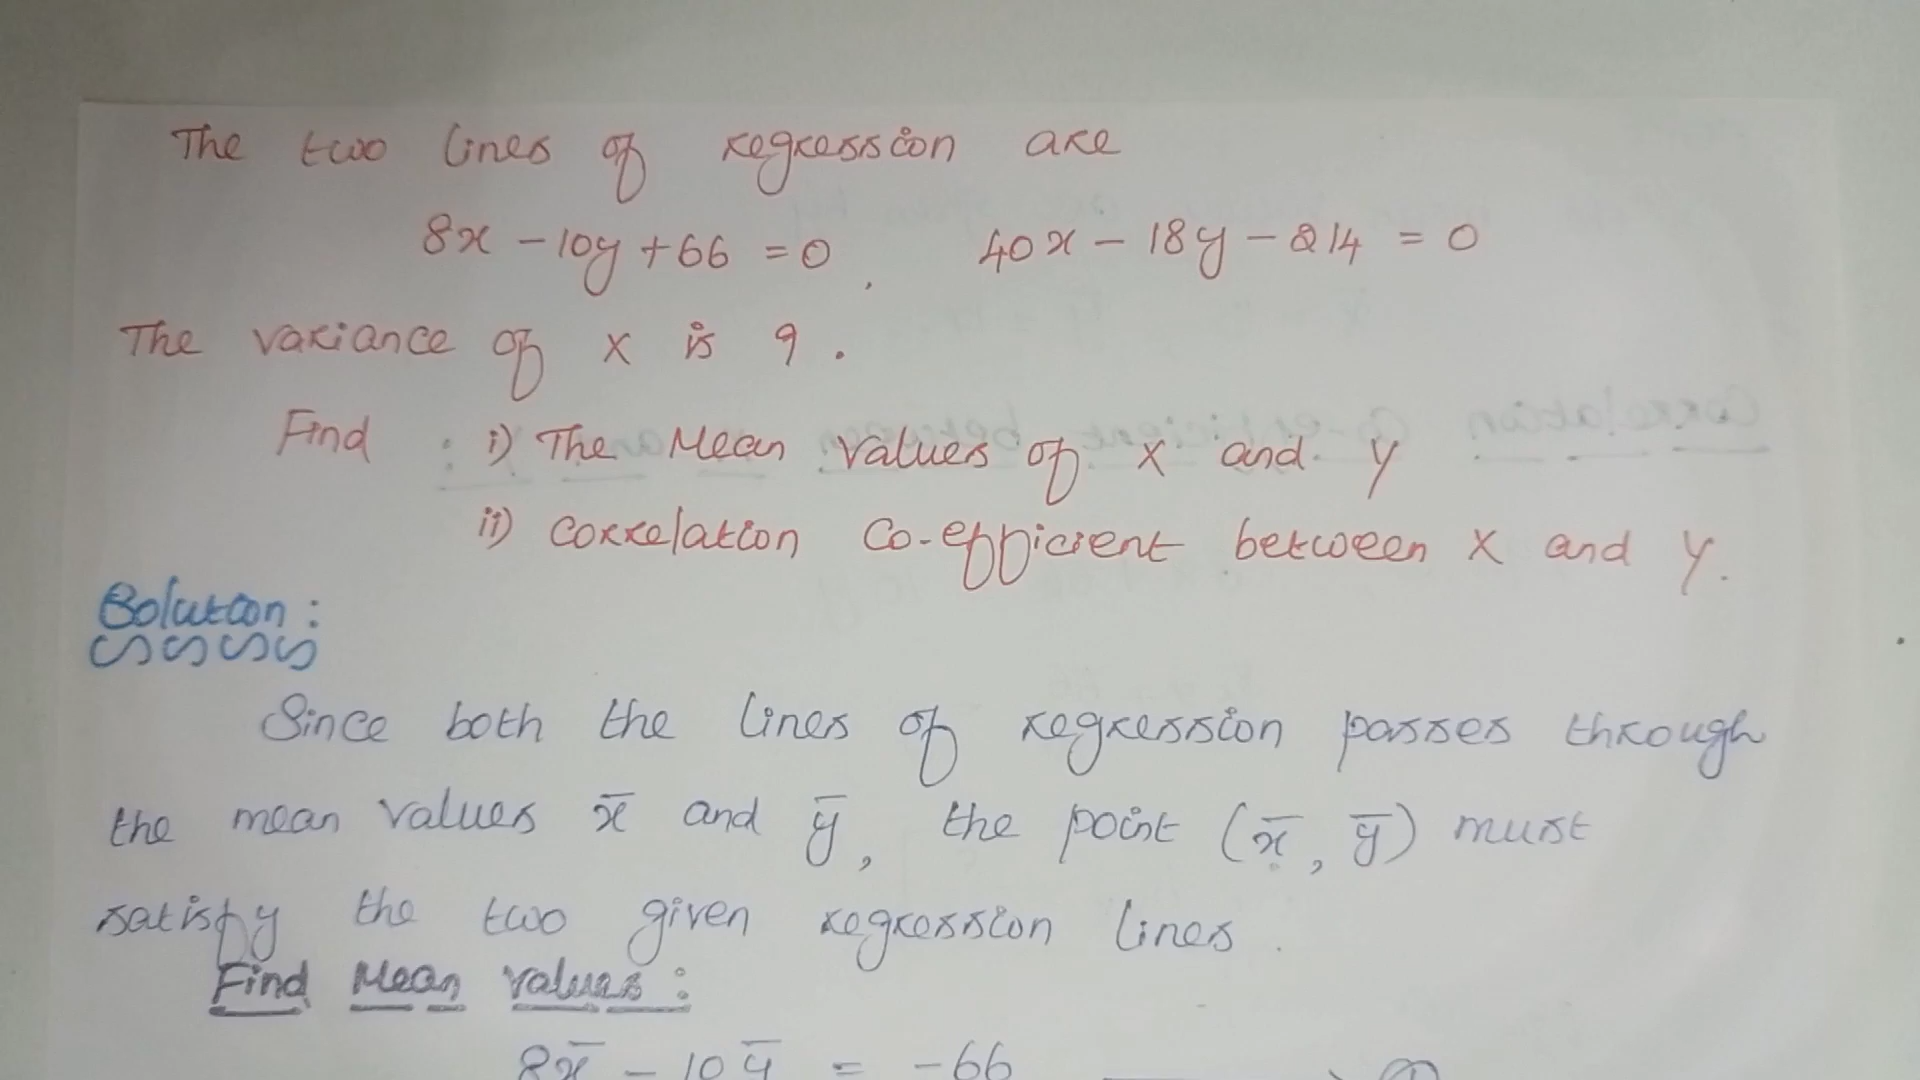 The two lines of regression are
8x - 10y + 66 = 0, 40x - 18y - 214 = 0
The variance of x is 9.
Find : i) The Mean values of x and y
ii) Correlation Co-efficient between x and y.
Solution:
Since both the lines of regression passes through
the mean values x̄ and ȳ, the point (x̄, ȳ) must
satisfy the two given regression lines.
Find Mean values:
8x̄ - 10ȳ = -66